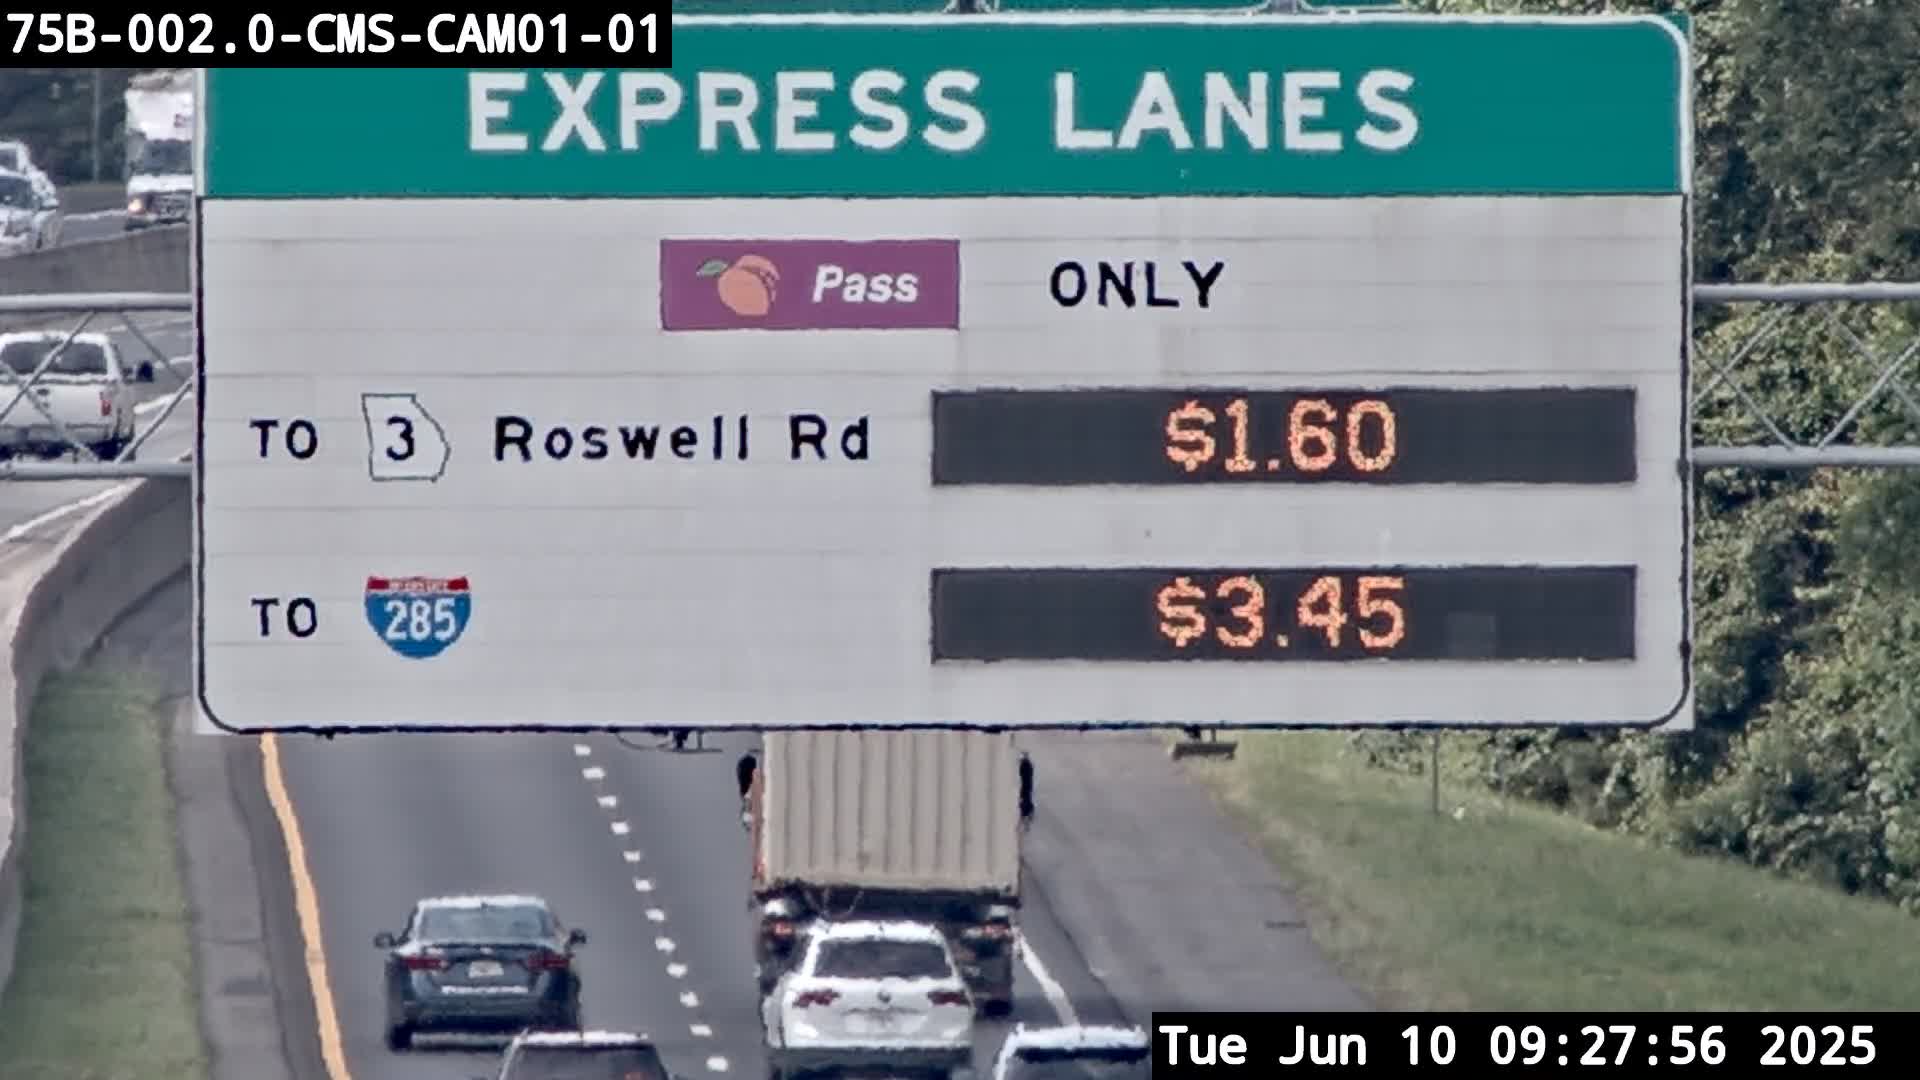 75B-002.0-CMS-CAM01-01
EXPRESS LANES
Pass ONLY
TO 3 Roswell Rd $1.60
TO 285 $3.45
Tue Jun 10 09:27:56 2025